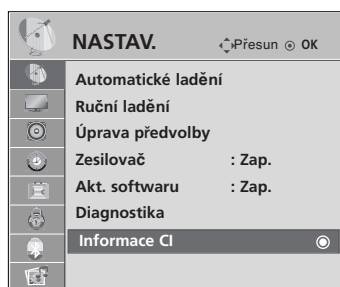 NASTAV. Přesun OK
Automatické ladění
Ruční ladění
Úprava předvolby
Zesilovač : Zap.
Akt. softwaru : Zap.
Diagnostika
Informace CI